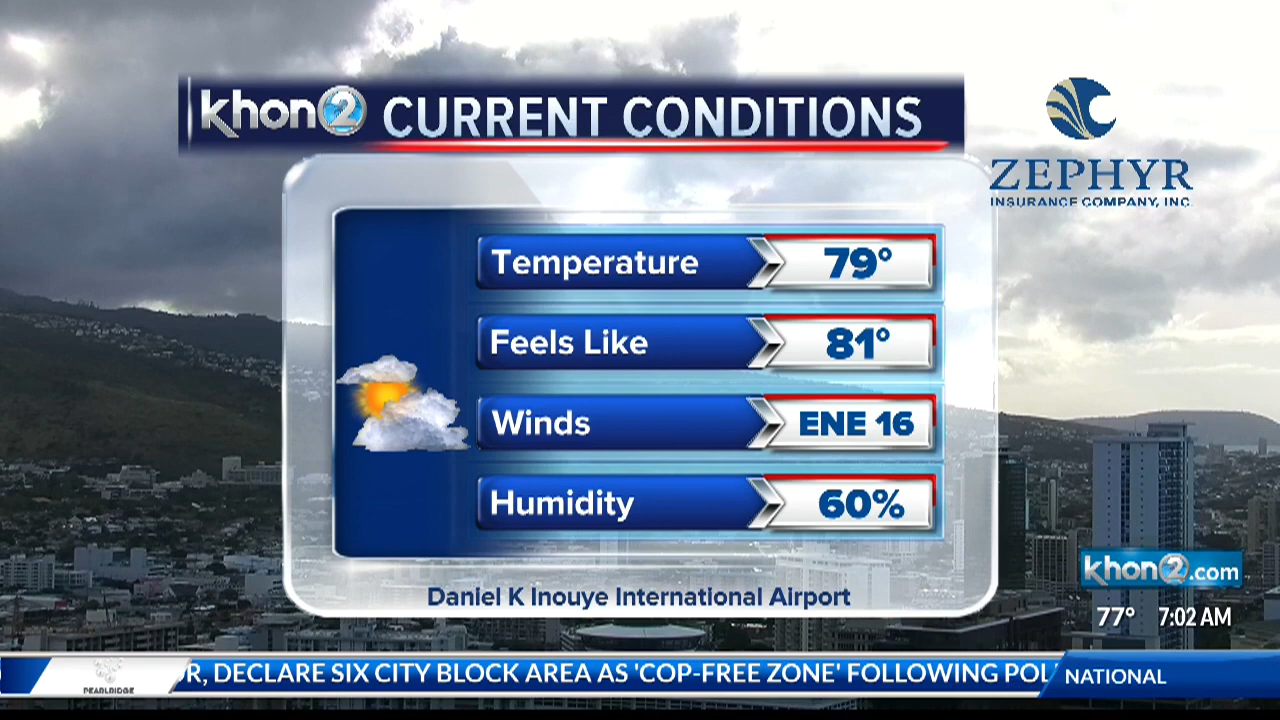 khon2 CURRENT CONDITIONS
ZEPHYR
INSURANCE COMPANY, INC.
Temperature 79°
Feels Like 81°
Winds ENE 16
Humidity 60%
Daniel K Inouye International Airport
khon2.com
77° 7:02 AM
PEARLRIDGE
R, DECLARE SIX CITY BLOCK AREA AS 'COP-FREE ZONE' FOLLOWING POL
NATIONAL